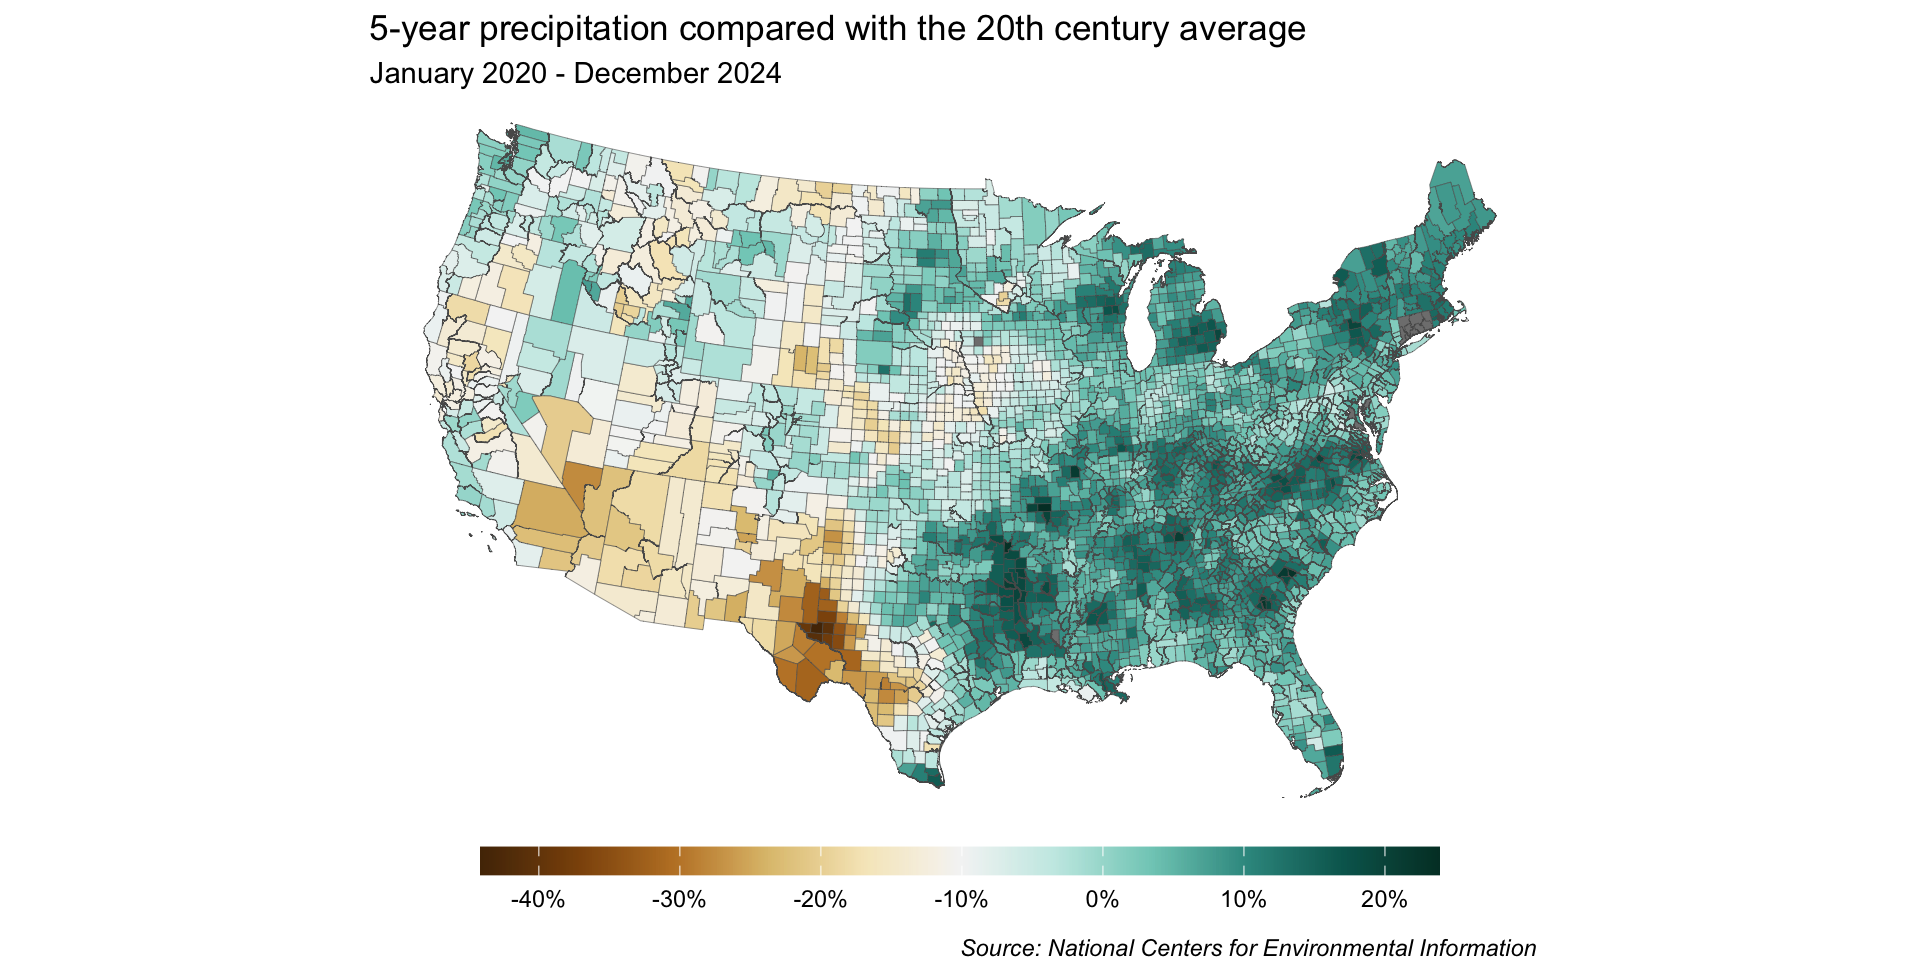 5-year precipitation compared with the 20th century average
January 2020 - December 2024
-40% -30% -20% -10% 0% 10% 20%
Source: National Centers for Environmental Information